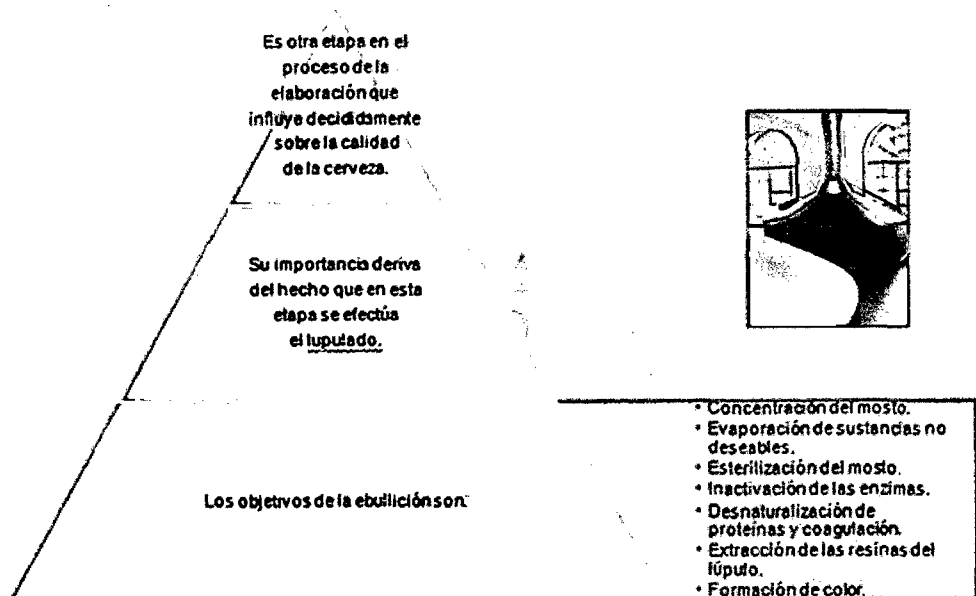 Es otra etapa en el
proceso de la
elaboración que
influye decididamente
sobre la calidad
de la cerveza.
Su importancia deriva
del hecho que en esta
etapa se efectúa
el lupulado.
Los objetivos de la ebullición son:
• Concentración del mosto.
• Evaporación de sustancias no
deseables.
• Esterilización del mosto.
• Inactivación de las enzimas.
• Desnaturalización de
proteínas y coagulación.
• Extracción de las resinas del
lúpulo.
• Formación de color.